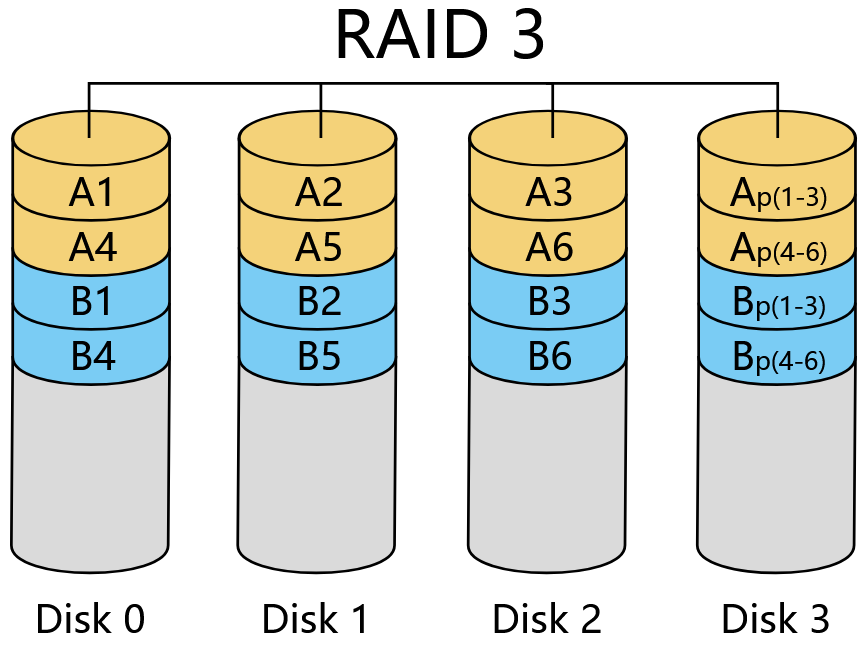 RAID 3
A1 A2 A3 Ap(1-3)
A4 A5 A6 Ap(4-6)
B1 B2 B3 Bp(1-3)
B4 B5 B6 Bp(4-6)
Disk 0 Disk 1 Disk 2 Disk 3